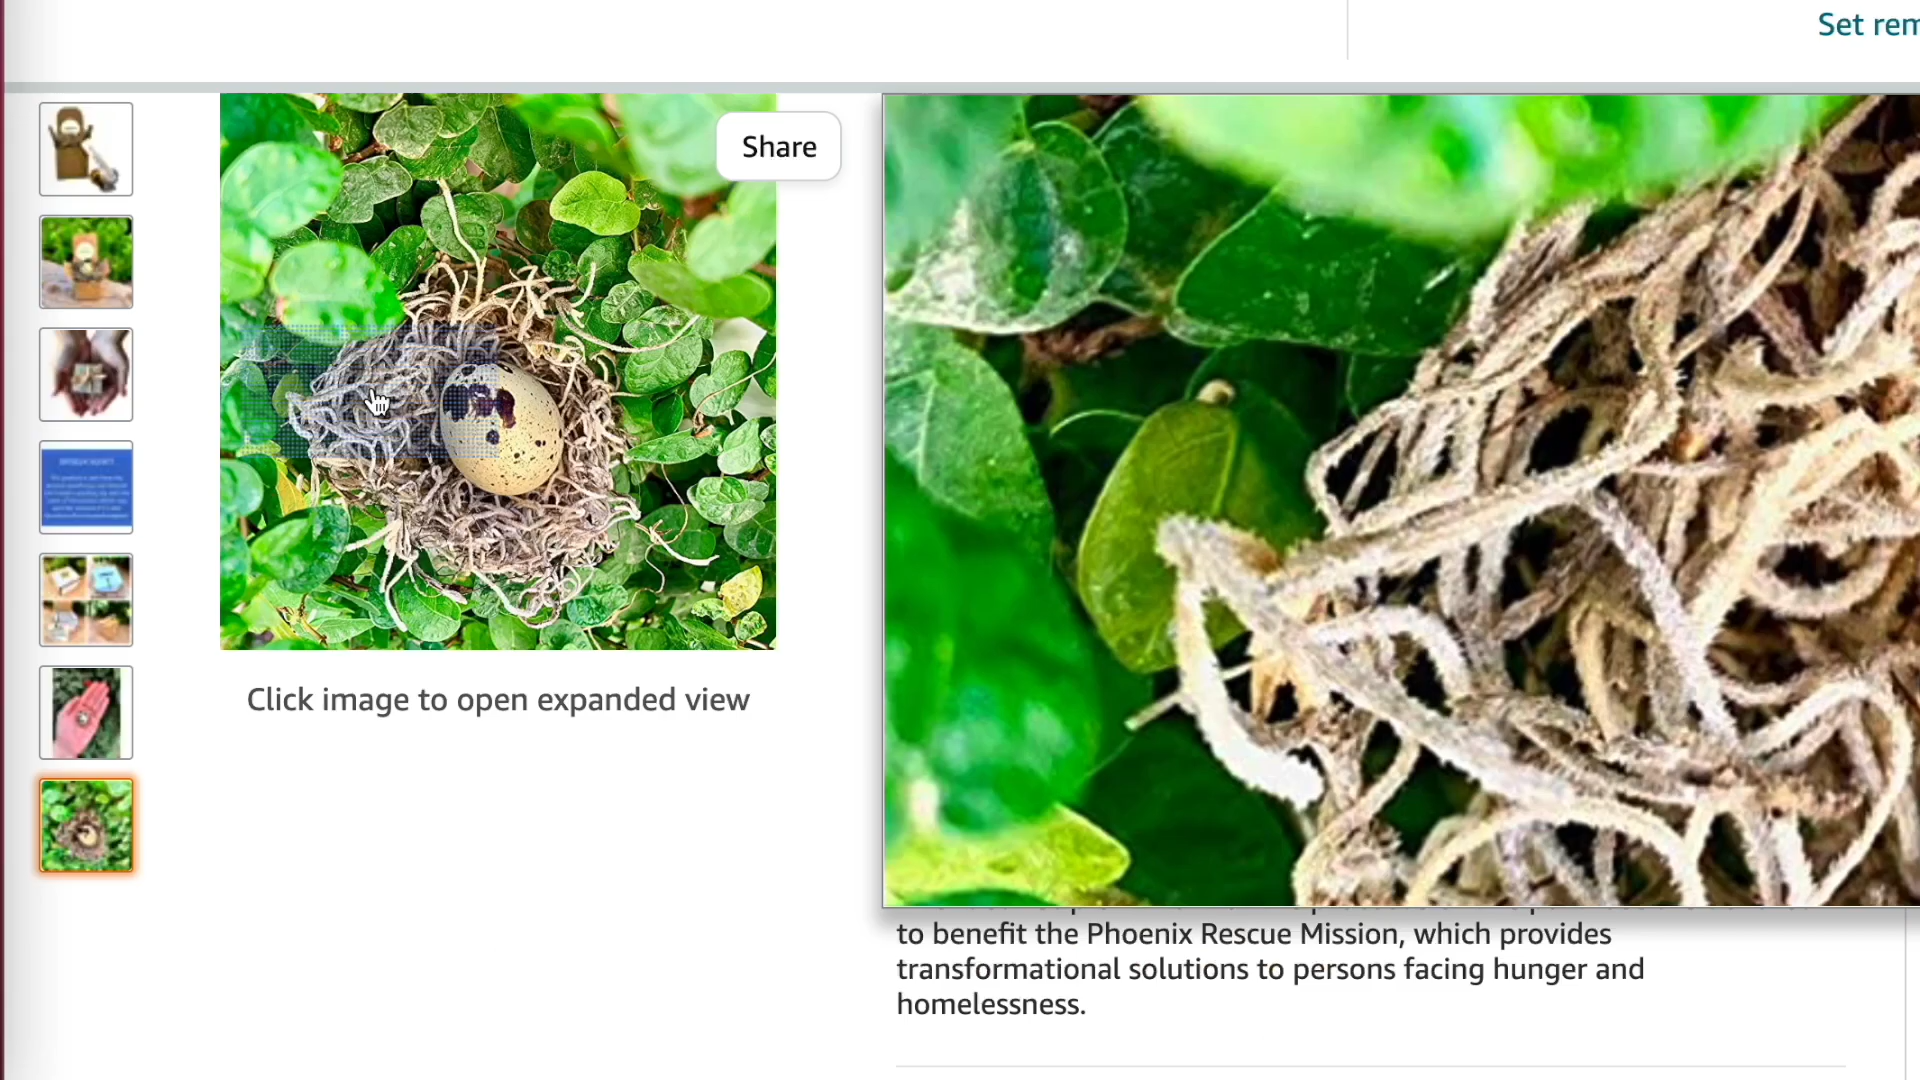 Set rem
Share
Click image to open expanded view
to benefit the Phoenix Rescue Mission, which provides
transformational solutions to persons facing hunger and
homelessness.